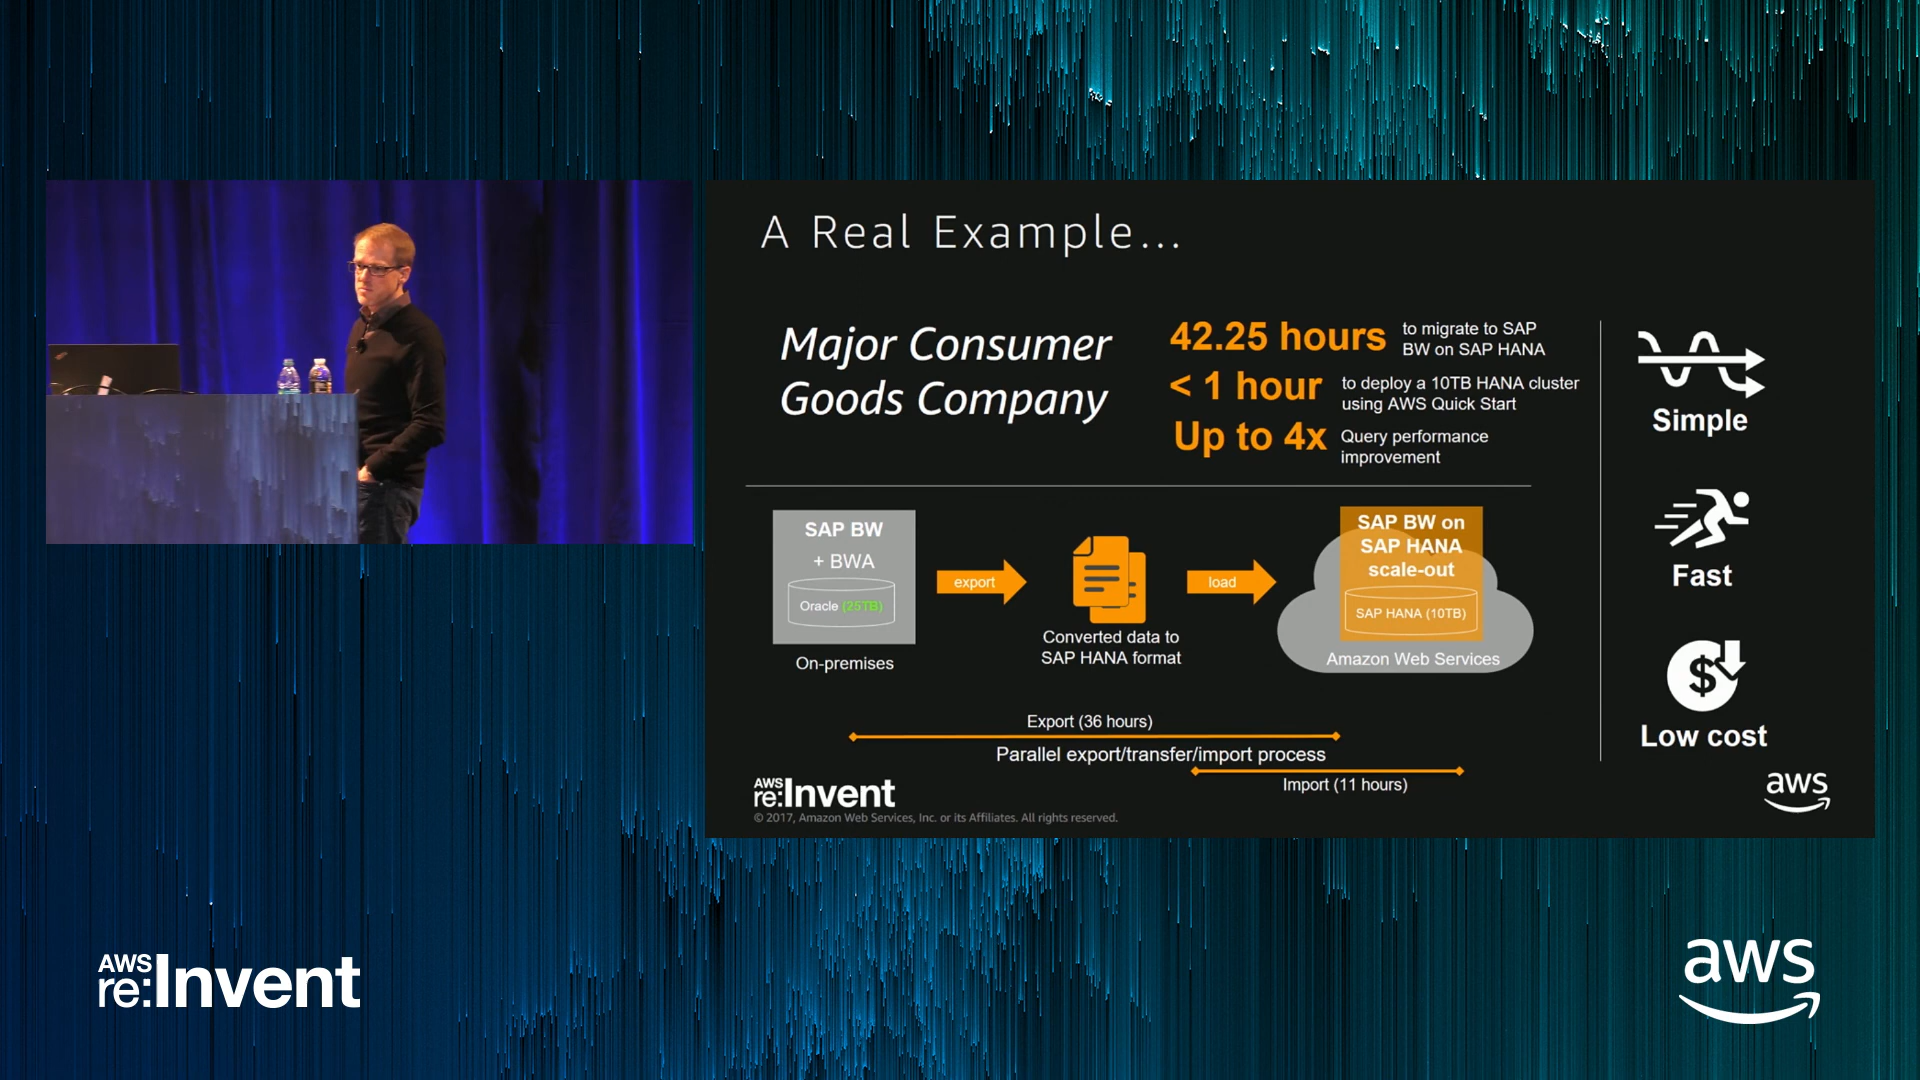 A Real Example...
Major Consumer
Goods Company
42.25 hours
to migrate to SAP
BW on SAP HANA
< 1 hour
to deploy a 10TB HANA cluster
using AWS Quick Start
Up to 4x
Query performance
improvement
Simple
Fast
Low cost
SAP BW
+ BWA
Oracle (25TB)
On-premises
export
Converted data to
SAP HANA format
load
SAP BW on
SAP HANA
scale-out
SAP HANA (10TB)
Amazon Web Services
Export (36 hours)
Parallel export/transfer/import process
Import (11 hours)
AWS
re:Invent
© 2017, Amazon Web Services, Inc. or its Affiliates. All rights reserved.
aws
AWS
re:Invent
aws